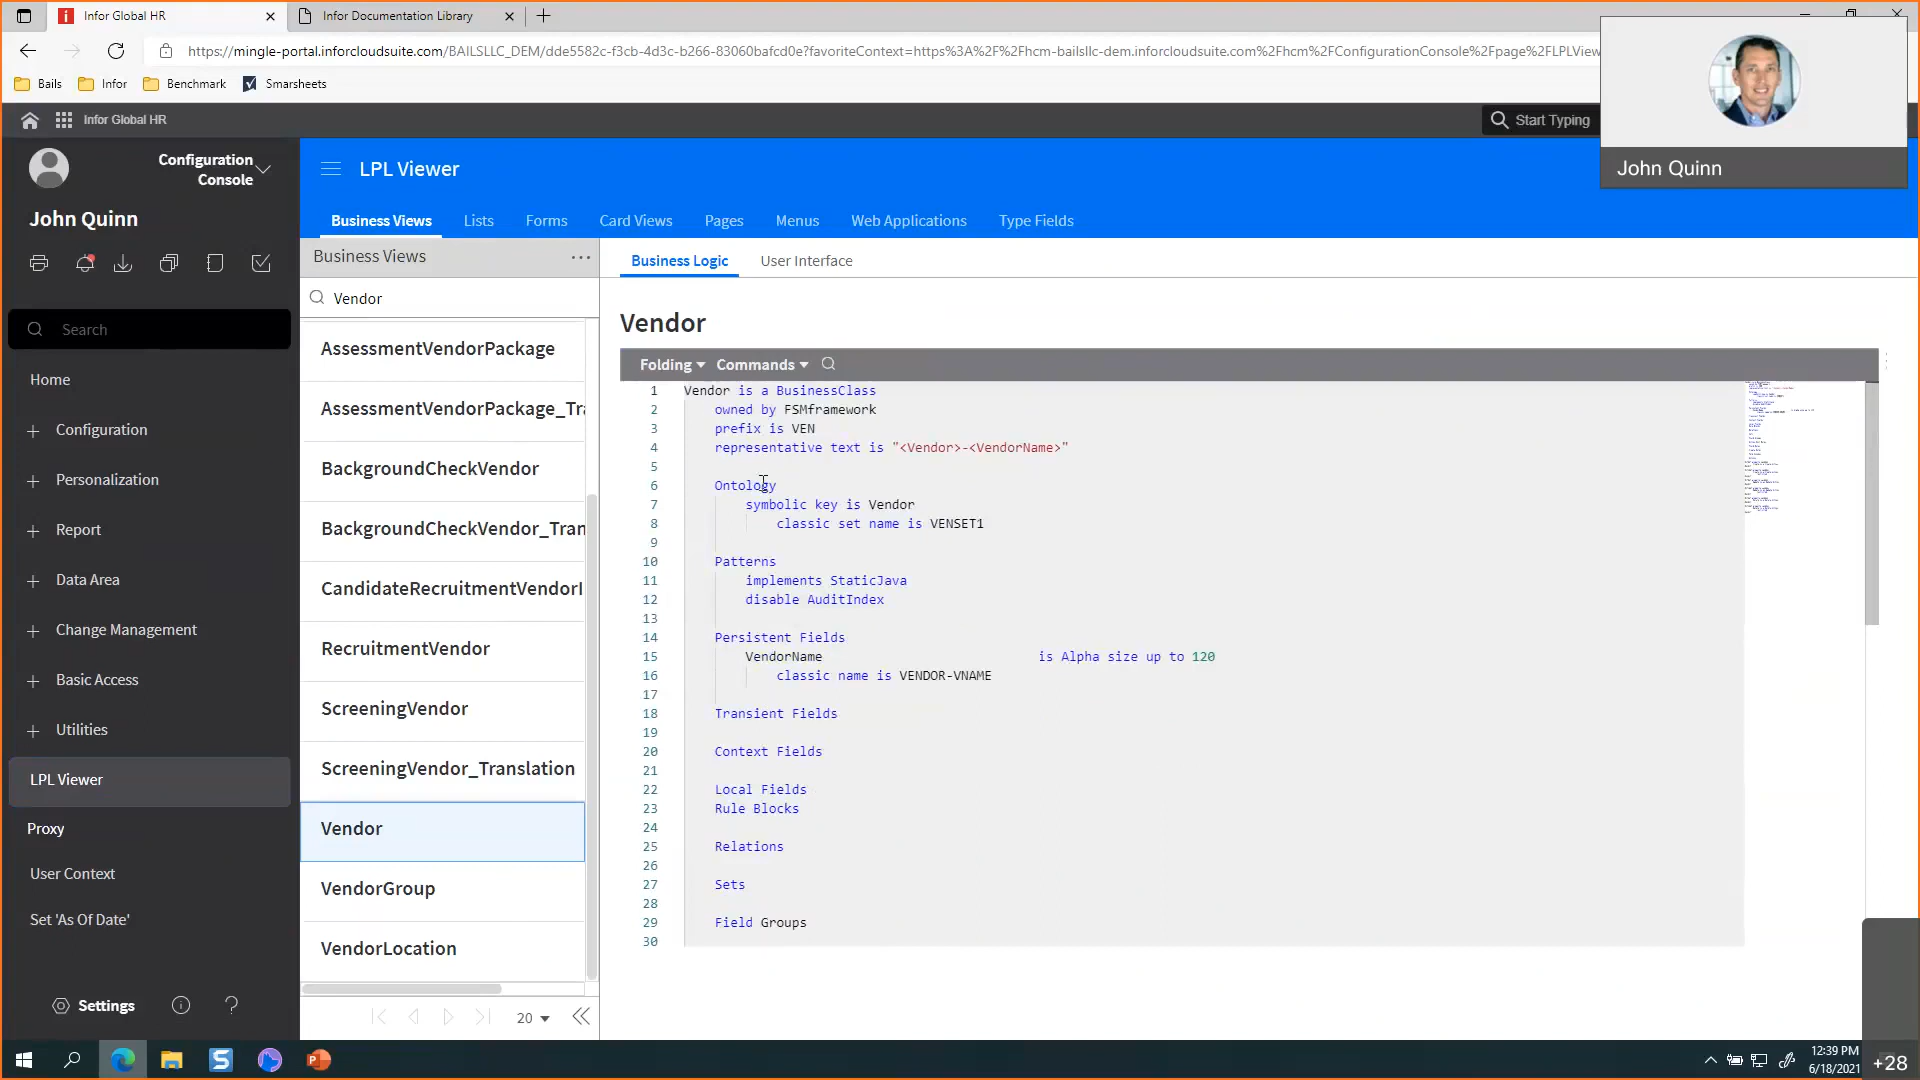 Infor Global HR
Infor Documentation Library
https://mingle-portal.inforcloudsuite.com/BAILSLLC_DEM/dde5582c-f3cb-4d3c-b266-83060bafcd0e?favoriteContext=https%3A%2F%2Fhcm-bailsllc-dem.inforcloudsuite.com%2Fhcm%2FConfigurationConsole%2Fpage%2FLPLView
Bails
Infor
Benchmark
Smarsheets
Infor Global HR
Start Typing
John Quinn
Configuration
Console
John Quinn
Search
Home
Configuration
Personalization
Report
Data Area
Change Management
Basic Access
Utilities
LPL Viewer
Proxy
User Context
Set 'As Of Date'
Settings
LPL Viewer
Business Views
Lists
Forms
Card Views
Pages
Menus
Web Applications
Type Fields
Business Views
Vendor
AssessmentVendorPackage
AssessmentVendorPackage_Tra
BackgroundCheckVendor
BackgroundCheckVendor_Tran
CandidateRecruitmentVendorI
RecruitmentVendor
ScreeningVendor
ScreeningVendor_Translation
Vendor
VendorGroup
VendorLocation
20
Business Logic
User Interface
Vendor
Folding
Commands
1 Vendor is a BusinessClass
2 owned by FSMframework
3 prefix is VEN
4 representative text is "<Vendor>-<VendorName>"
5
6 Ontology
7 symbolic key is Vendor
8 classic set name is VENSET1
9
10 Patterns
11 implements StaticJava
12 disable AuditIndex
13
14 Persistent Fields
15 VendorName is Alpha size up to 120
16 classic name is VENDOR-VNAME
17
18 Transient Fields
19
20 Context Fields
21
22 Local Fields
23 Rule Blocks
24
25 Relations
26
27 Sets
28
29 Field Groups
30
12:39 PM
6/18/2021
+28